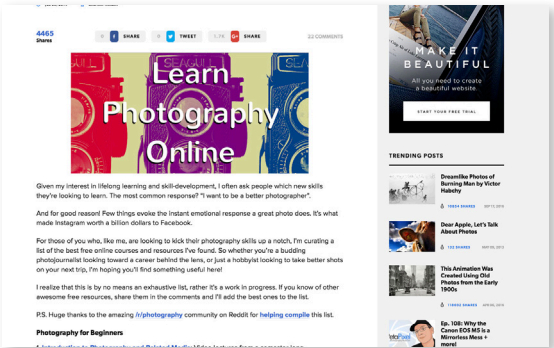 4465
Shares
SHARE
TWEET
1.7K
SHARE
22 COMMENTS
SEAGULL
Learn
Photography
Online
Given my interest in lifelong learning and skill-development, I often ask people which new skills
they're looking to learn. The most common response? "I want to be a better photographer".
And for good reason! Few things evoke the instant emotional response a great photo does. It's what
made Instagram worth a billion dollars to Facebook.
For those of you who, like me, are looking to kick their photography skills up a notch, I'm curating a
list of the best free online courses and resources I've found. So whether you're a budding
photojournalist looking toward a career behind the lens, or just a hobbyist looking to take better shots
on your next trip, I'm hoping you'll find something useful here!
I realize that this is by no means an exhaustive list, rather it's a work in progress. If you know of other
awesome free resources, share them in the comments and I'll add the best ones to the list.
P.S. Huge thanks to the amazing /r/photography community on Reddit for helping compile this list.
Photography for Beginners
MAKE IT
BEAUTIFUL
All you need to create
a beautiful website.
START YOUR FREE TRIAL
TRENDING POSTS
Dreamlike Photos of
Burning Man by Victor
Habchy
SHARES
Dear Apple, Let's Talk
About Photos
SHARES
This Animation Was
Created Using Old
Photos from the Early
1900s
SHARES
Ep. 108: Why the
Canon EOS M5 is a
Mirrorless Mess +
more!